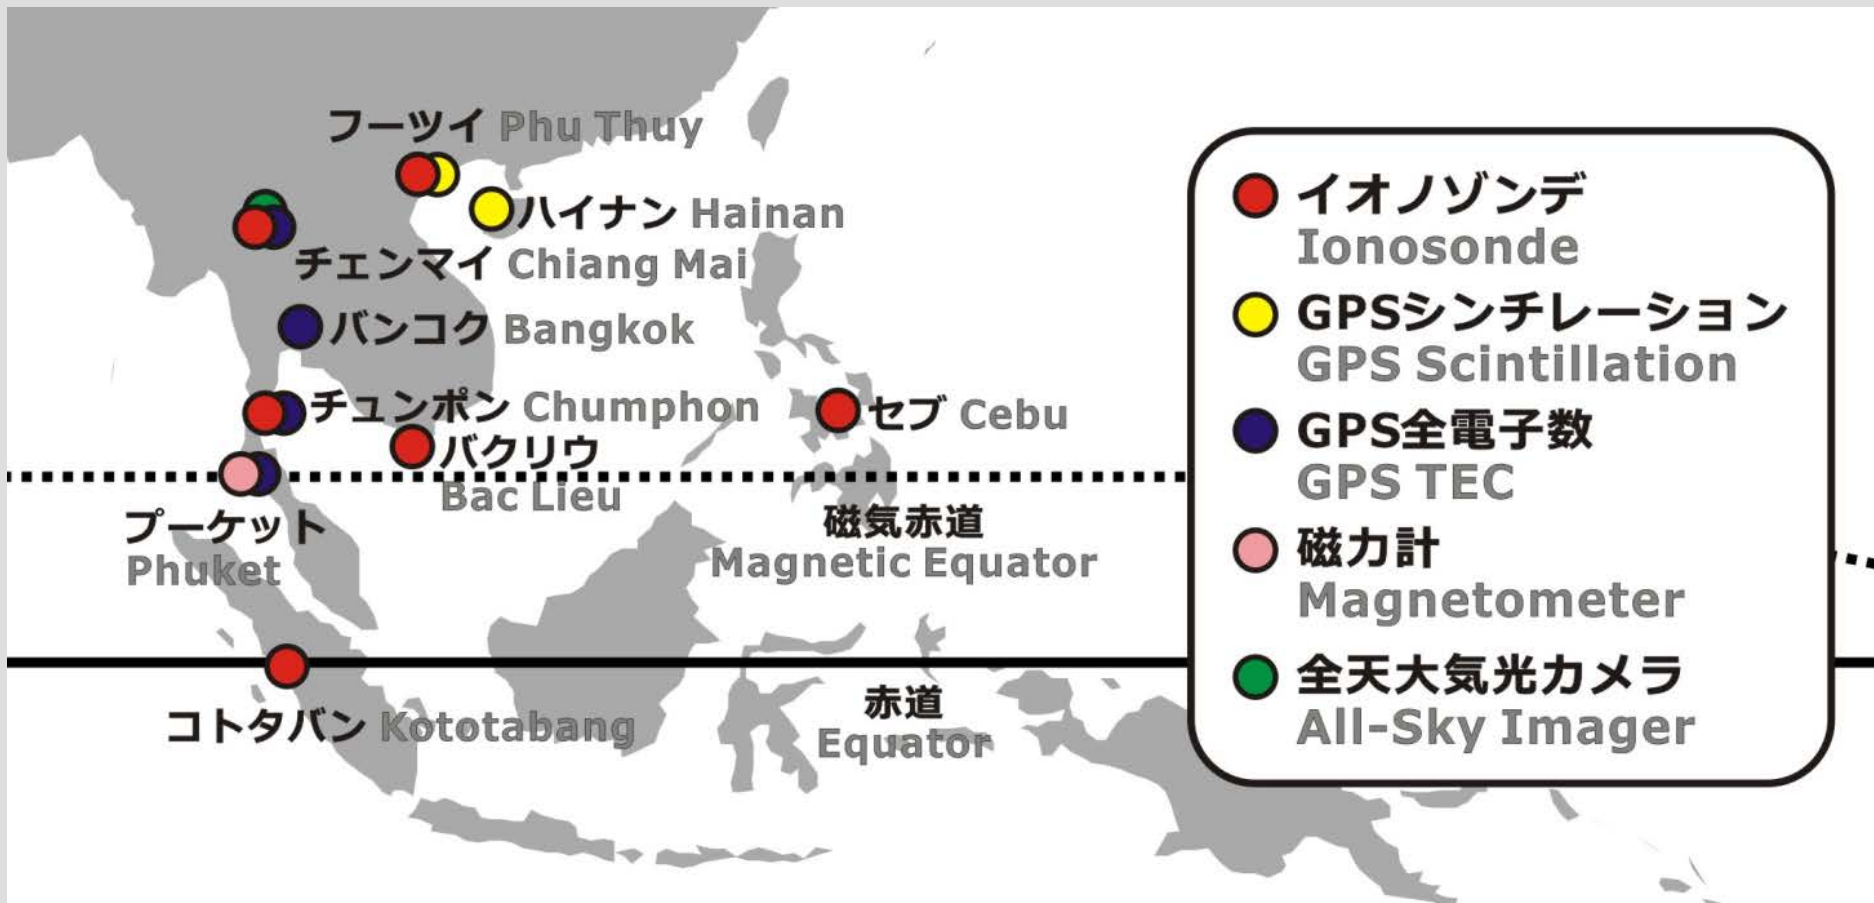 フーツイ Phu Thuy
ハイナン Hainan
チェンマイ Chiang Mai
バンコク Bangkok
チュンポン Chumphon
セブ Cebu
バクリウ
Bac Lieu
プーケット
Phuket
磁気赤道
Magnetic Equator
コトタバン Kototabang
赤道
Equator
イオノゾンデ
Ionosonde
GPSシンチレーション
GPS Scintillation
GPS全電子数
GPS TEC
磁力計
Magnetometer
全天大気光カメラ
All-Sky Imager